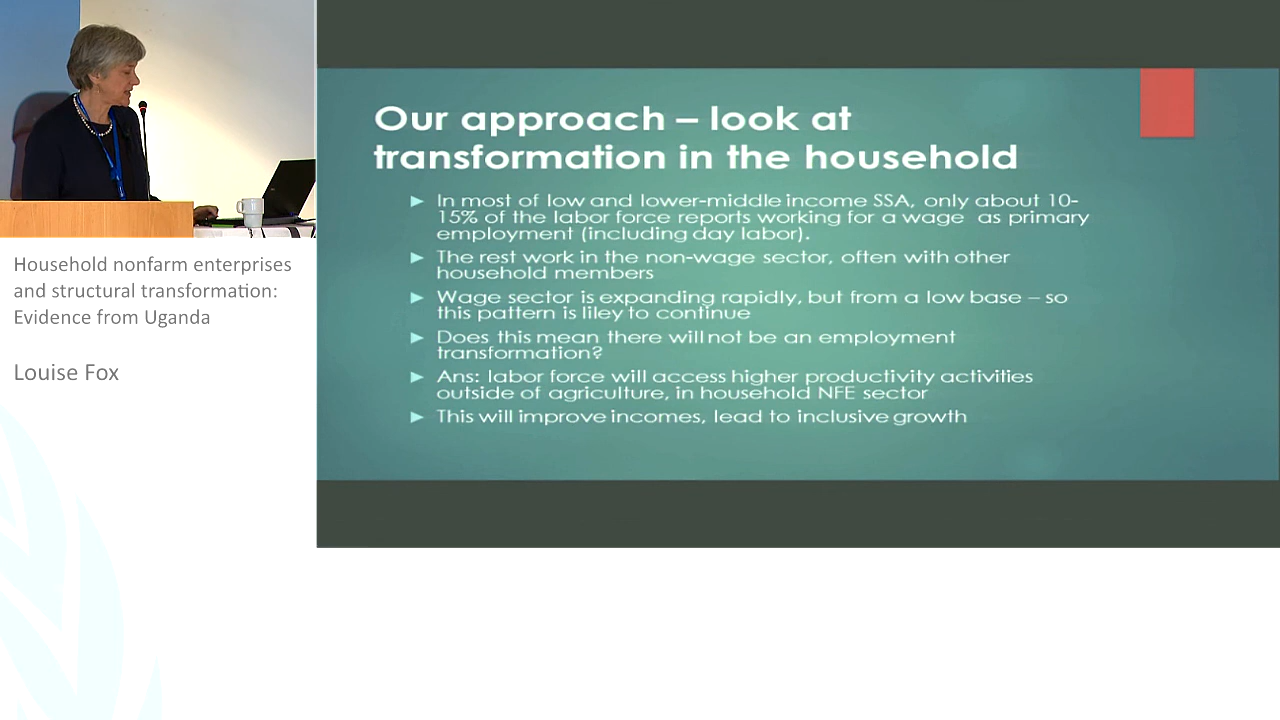 Household nonfarm enterprises
and structural transformation:
Evidence from Uganda
Louise Fox
Our approach – look at
transformation in the household
In most of low and lower-middle income SSA, only about 10-
15% of the labor force reports working for a wage as primary
employment (including day labor).
The rest work in the non-wage sector, often with other
household members
Wage sector is expanding rapidly, but from a low base – so
this pattern is liley to continue
Does this mean there will not be an employment
transformation?
Ans: labor force will access higher productivity activities
outside of agriculture, in household NFE sector
This will improve incomes, lead to inclusive growth